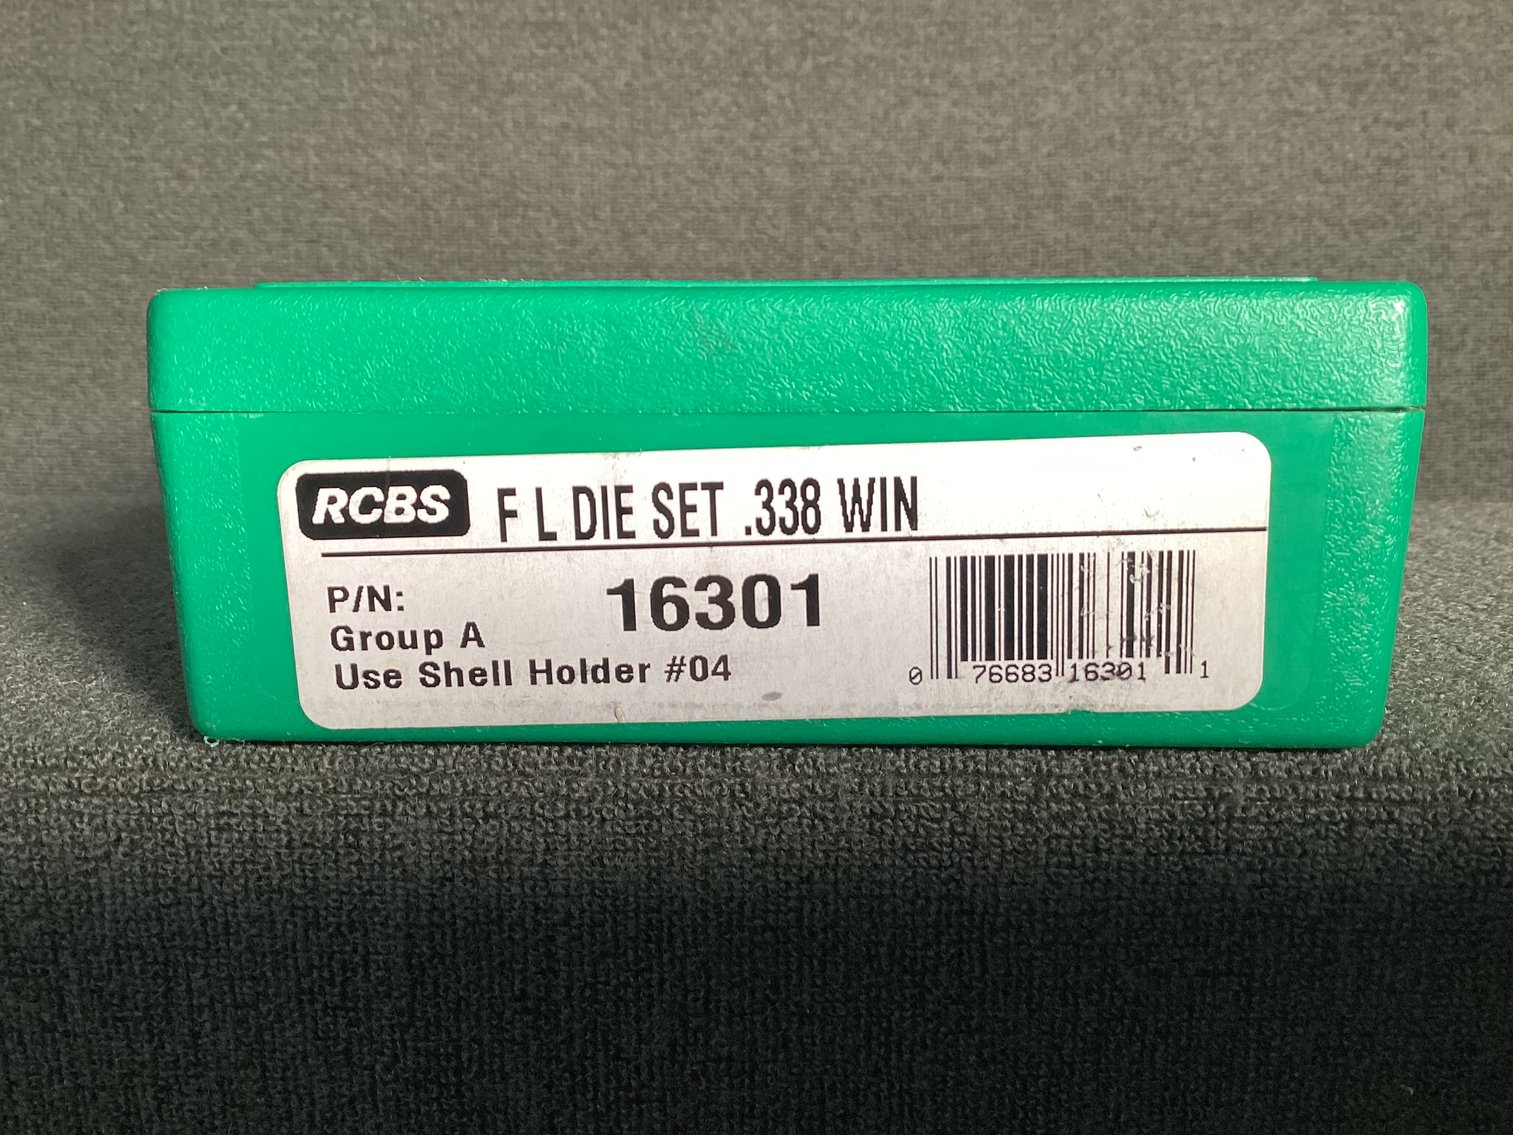 RCBS F L DIE SET .338 WIN
P/N: 16301
Group A
Use Shell Holder #04
0 76683 16301 1